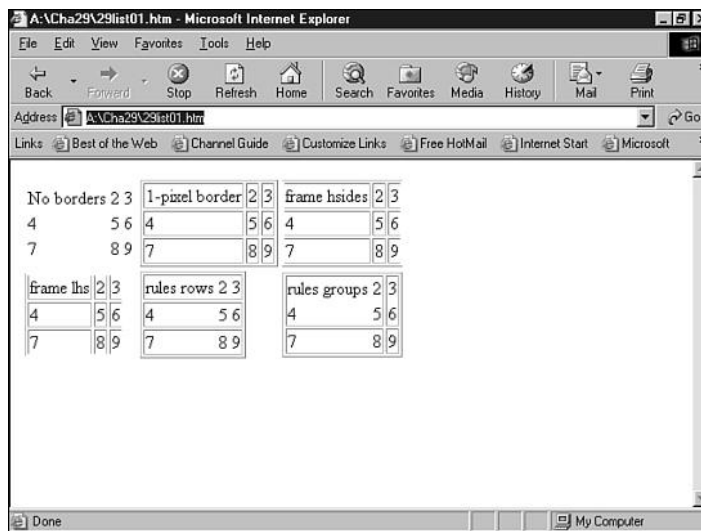 A:\Cha29\29list01.htm - Microsoft Internet Explorer
File Edit View Favorites Tools Help
Back Forward Stop Refresh Home Search Favorites Media History Mail Print
Address A:\Cha29\29list01.htm Go
Links Best of the Web Channel Guide Customize Links Free HotMail Internet Start Microsoft
No borders 2 3 1-pixel border 2 3 frame hsides 2 3
4 5 6 4 5 6 4 5 6
7 8 9 7 8 9 7 8 9
frame lhs 2 3 rules rows 2 3 rules groups 2 3
4 5 6 4 5 6 4 5 6
7 8 9 7 8 9 7 8 9
Done My Computer